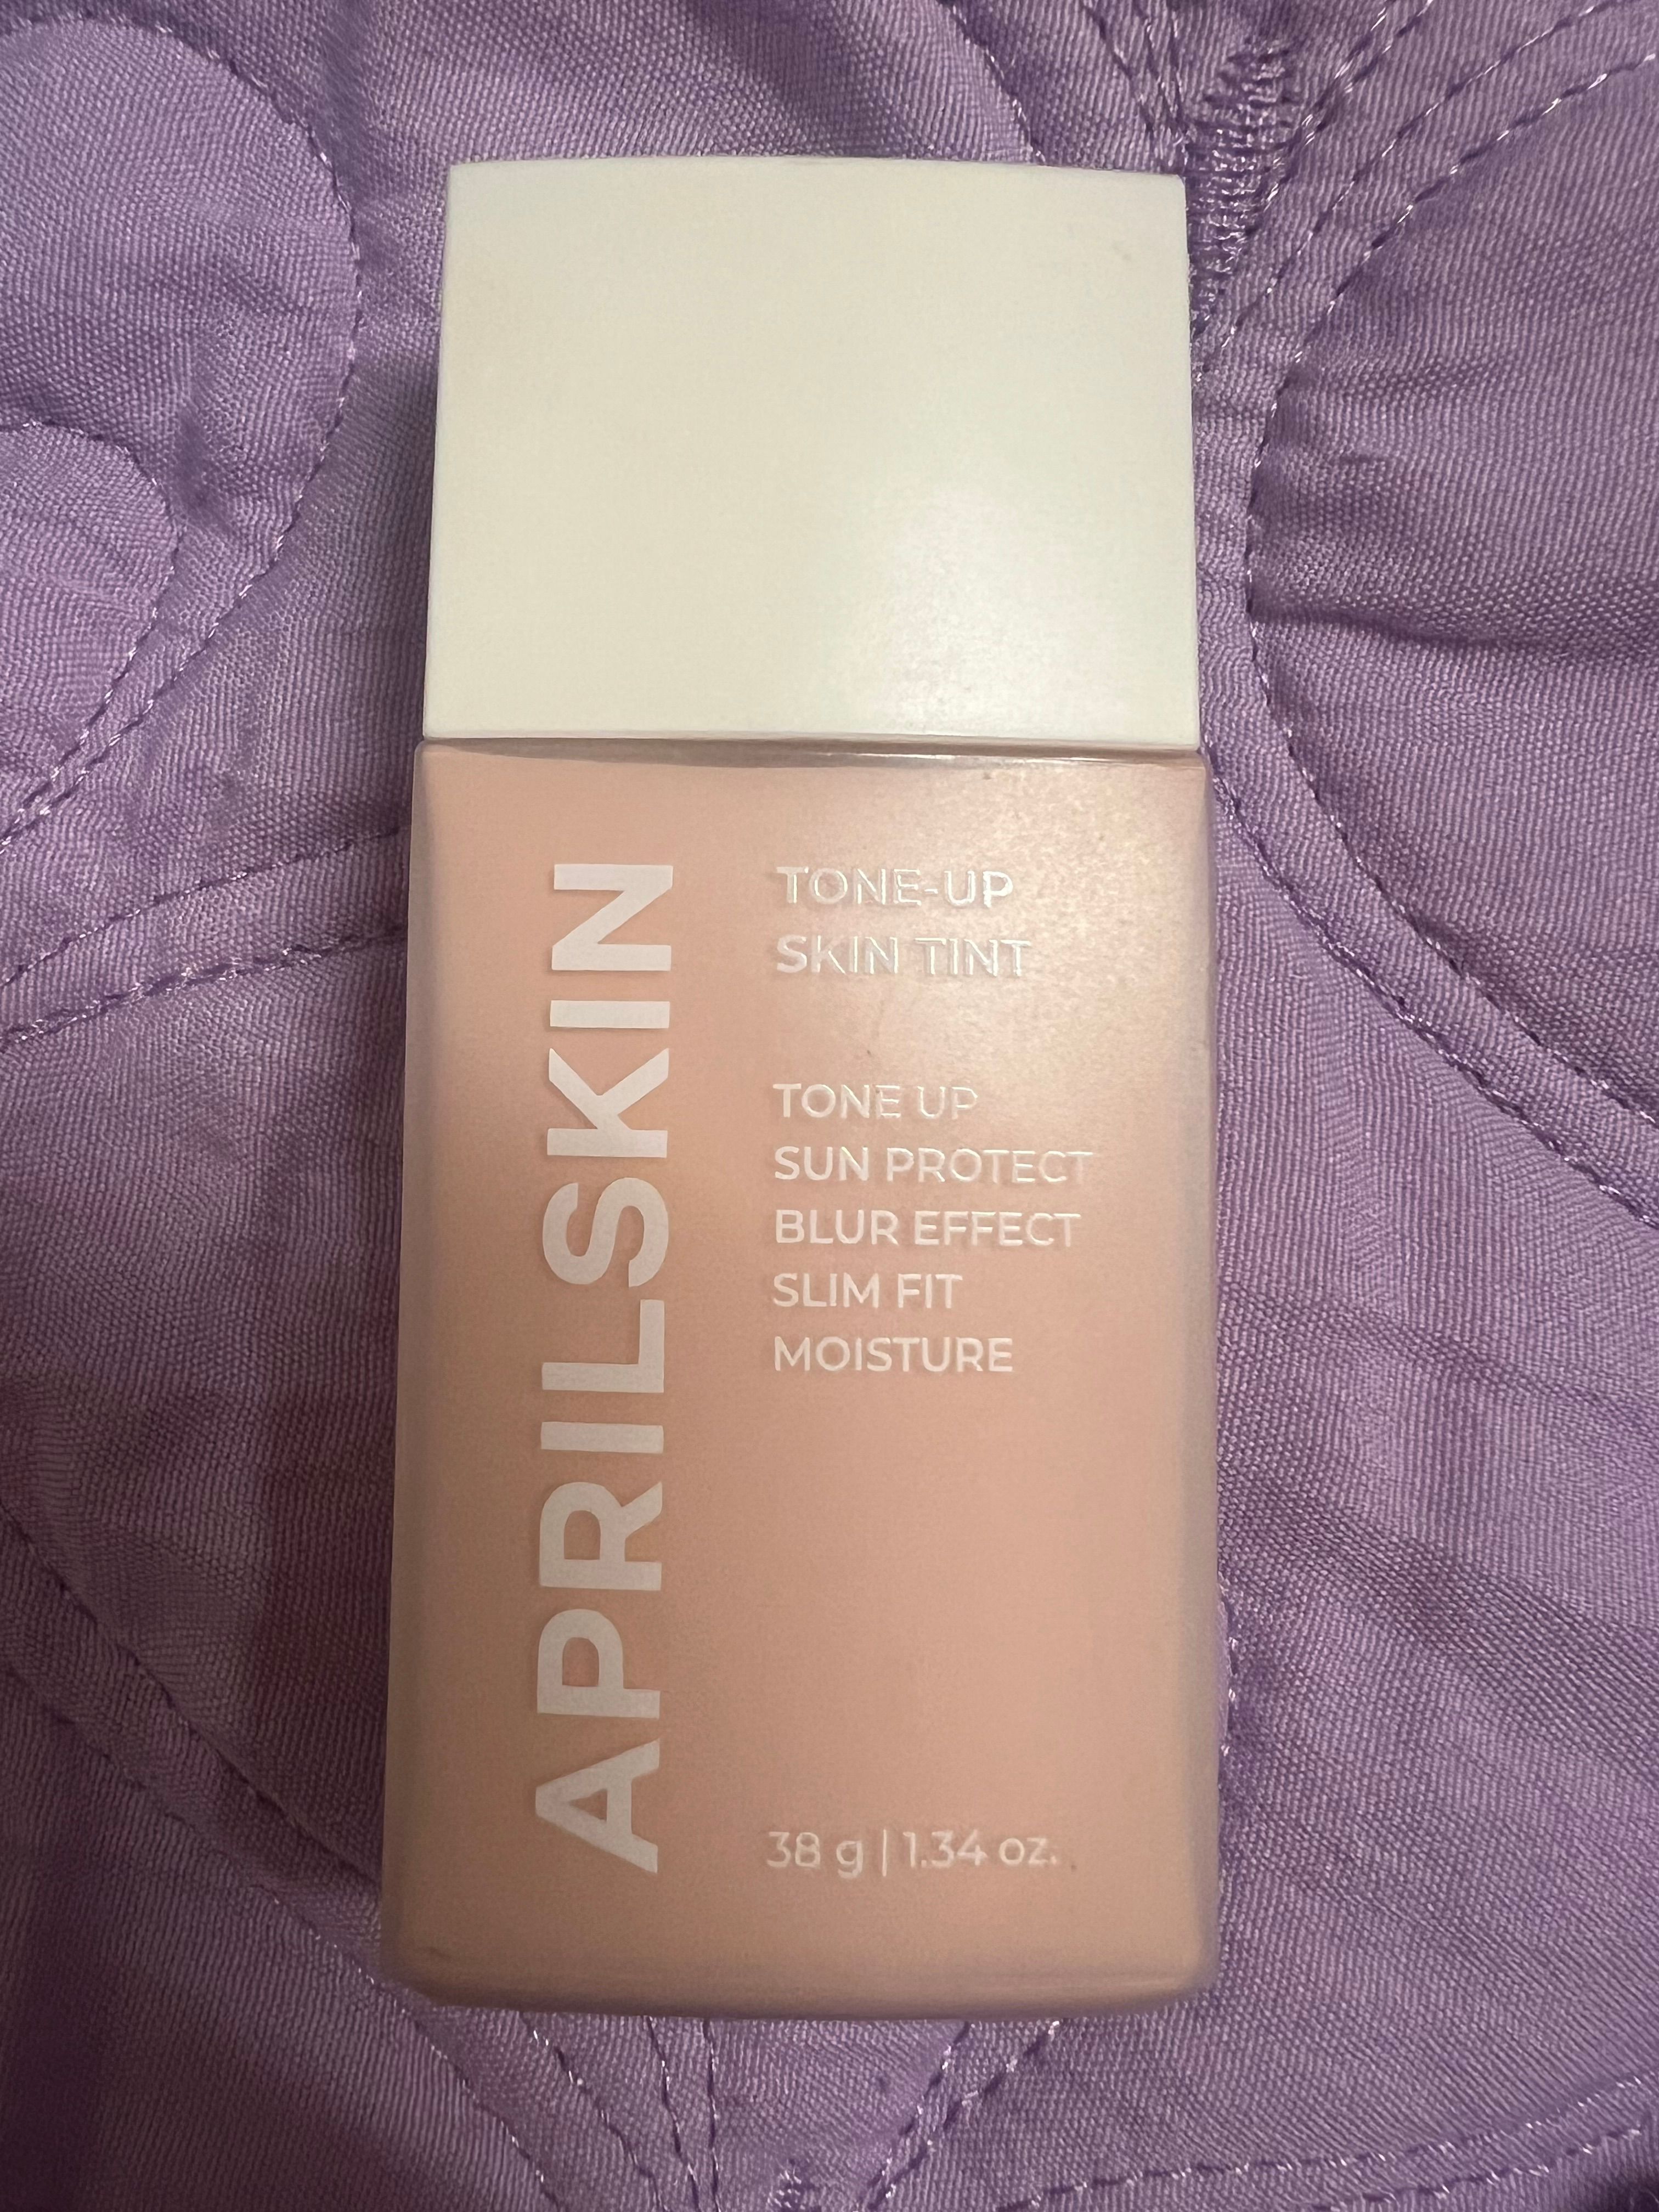 APRILSKIN
TONE-UP
SKIN TINT
TONE UP
SUN PROTECT
BLUR EFFECT
SLIM FIT
MOISTURE
38 g | 1.34 oz.